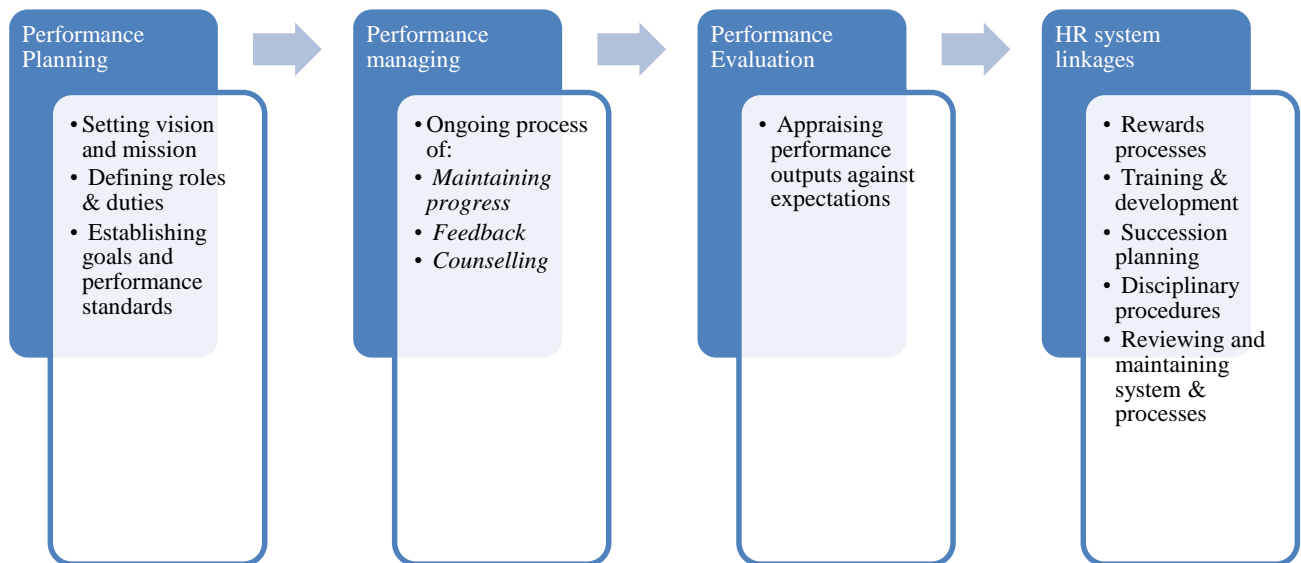 Performance
Planning
•Setting vision
and mission
• Defining roles
& duties
• Establishing
goals and
performance
standards
Performance
managing
•Ongoing process
of:
• Maintaining
progress
• Feedback
• Counselling
Performance
Evaluation
• Appraising
performance
outputs against
expectations
HR system
linkages
• Rewards
processes
• Training &
development
• Succession
planning
• Disciplinary
procedures
• Reviewing and
maintaining
system &
processes